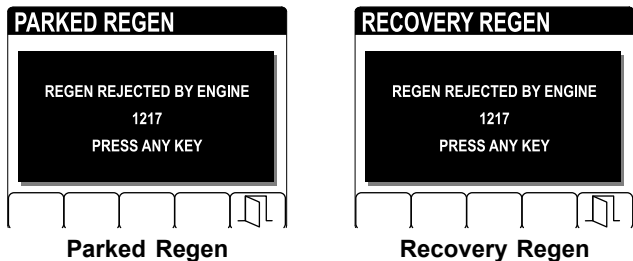 PARKED REGEN
REGEN REJECTED BY ENGINE
1217
PRESS ANY KEY
Parked Regen
RECOVERY REGEN
REGEN REJECTED BY ENGINE
1217
PRESS ANY KEY
Recovery Regen